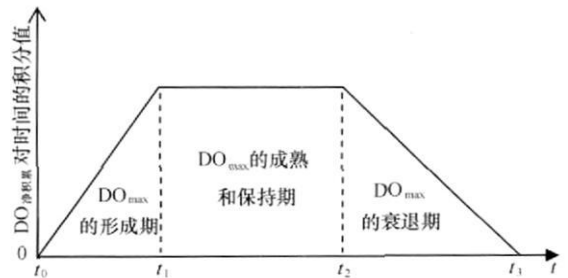 DO净积累对时间的积分值
DOmax
的形成期
DOmax的成熟
和保持期
DOmax
的衰退期
0
t0
t1
t2
t3
t